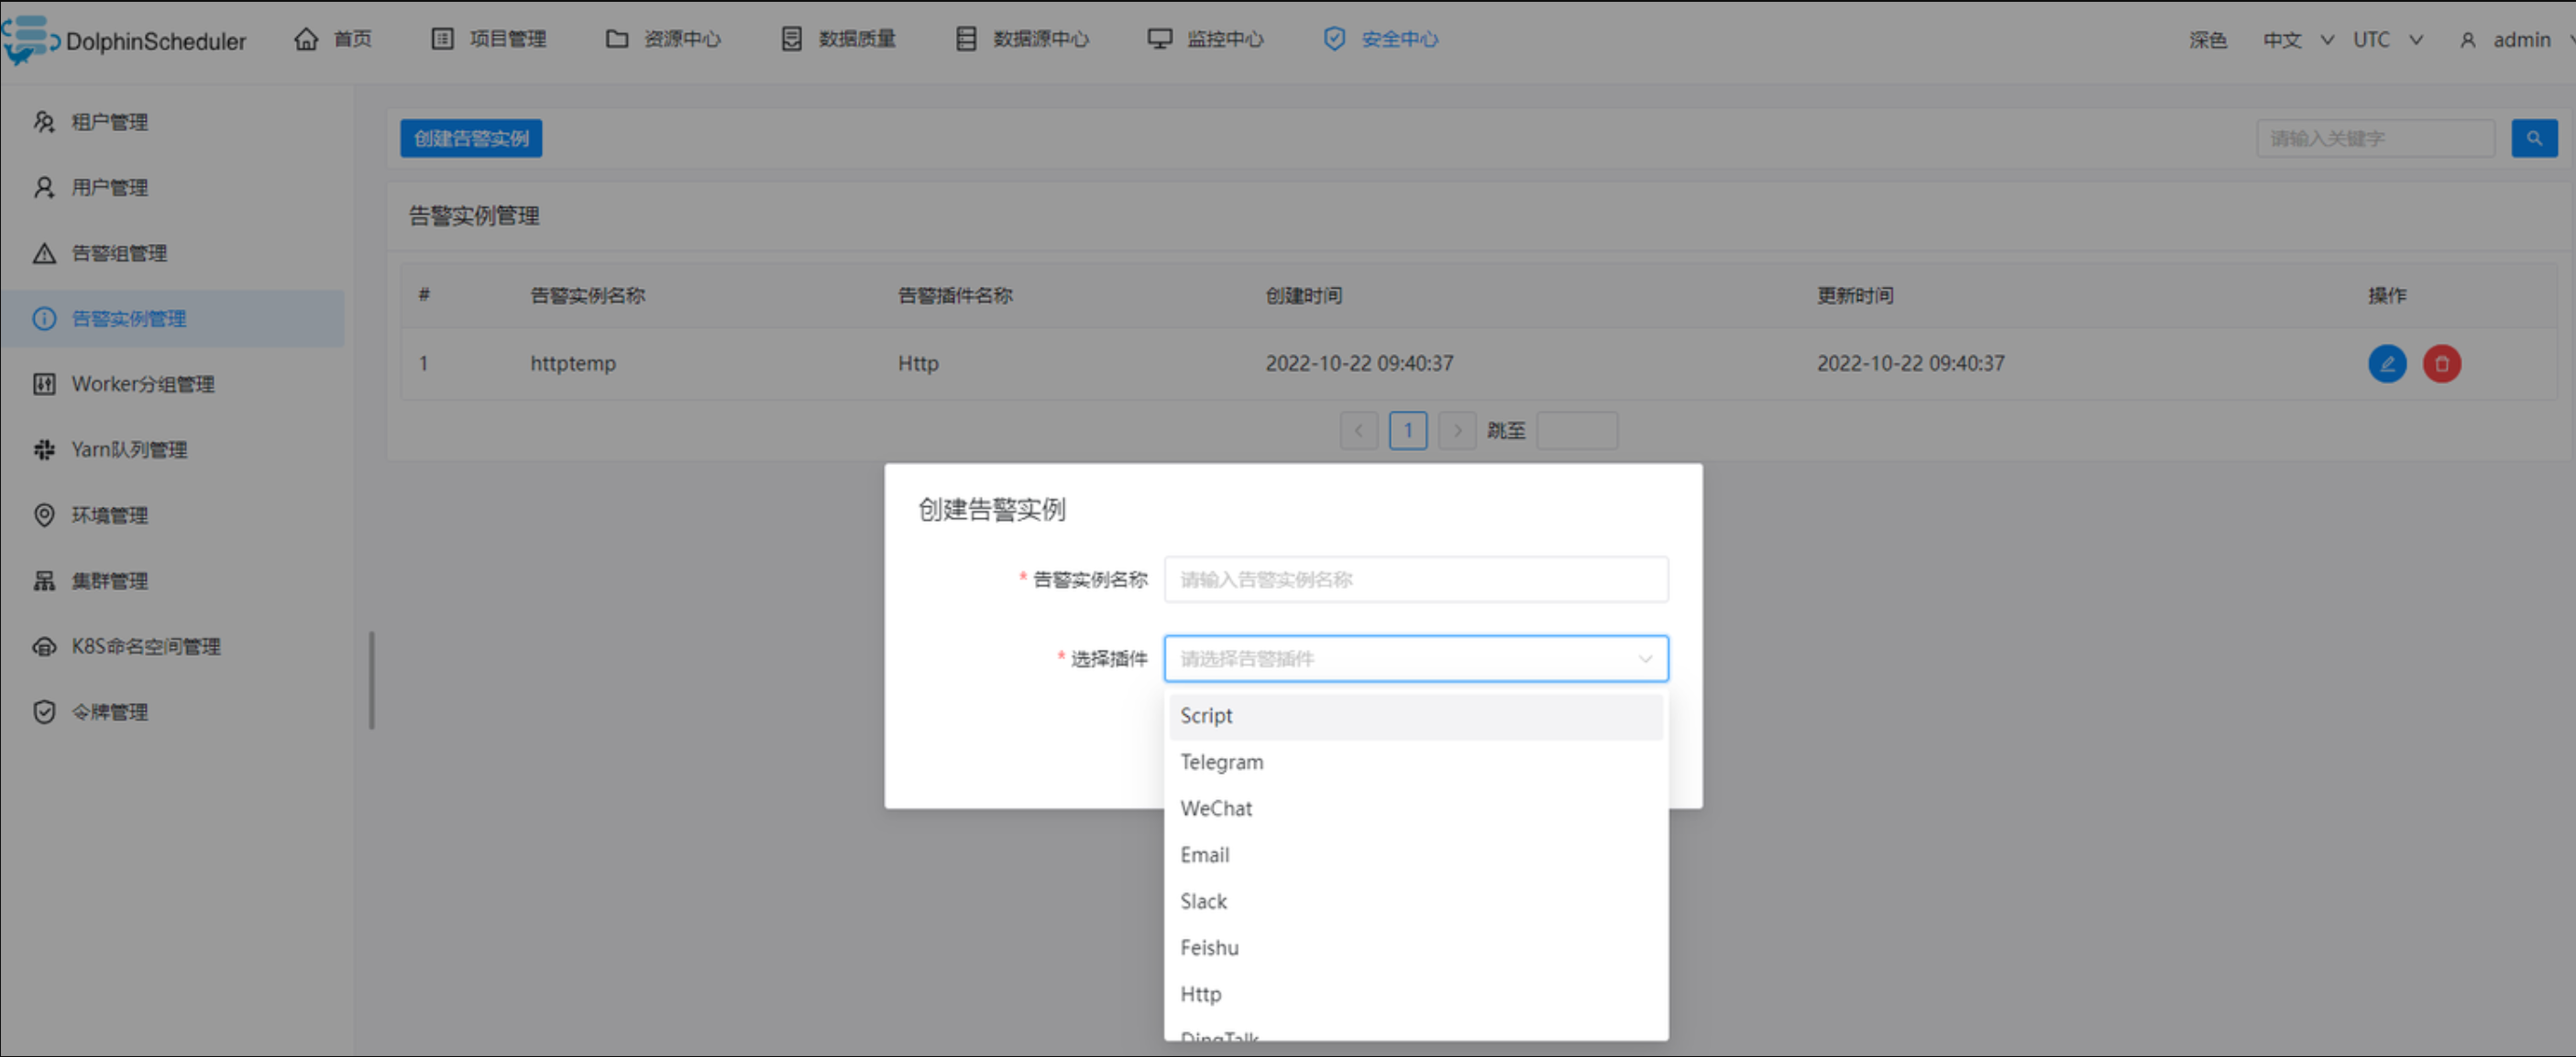 DolphinScheduler 首页 项目管理 资源中心 数据质量 数据源中心 监控中心 安全中心 深色 中文 UTC admin
租户管理
用户管理
告警组管理
告警实例管理
Worker分组管理
Yarn队列管理
环境管理
集群管理
K8S命名空间管理
令牌管理
创建告警实例 请输入关键字
告警实例管理
# 告警实例名称 告警插件名称 创建时间 更新时间 操作
1 httptemp Http 2022-10-22 09:40:37 2022-10-22 09:40:37
1 跳至
创建告警实例
* 告警实例名称 请输入告警实例名称
* 选择插件 请选择告警插件
Script
Telegram
WeChat
Email
Slack
Feishu
Http
DingTalk